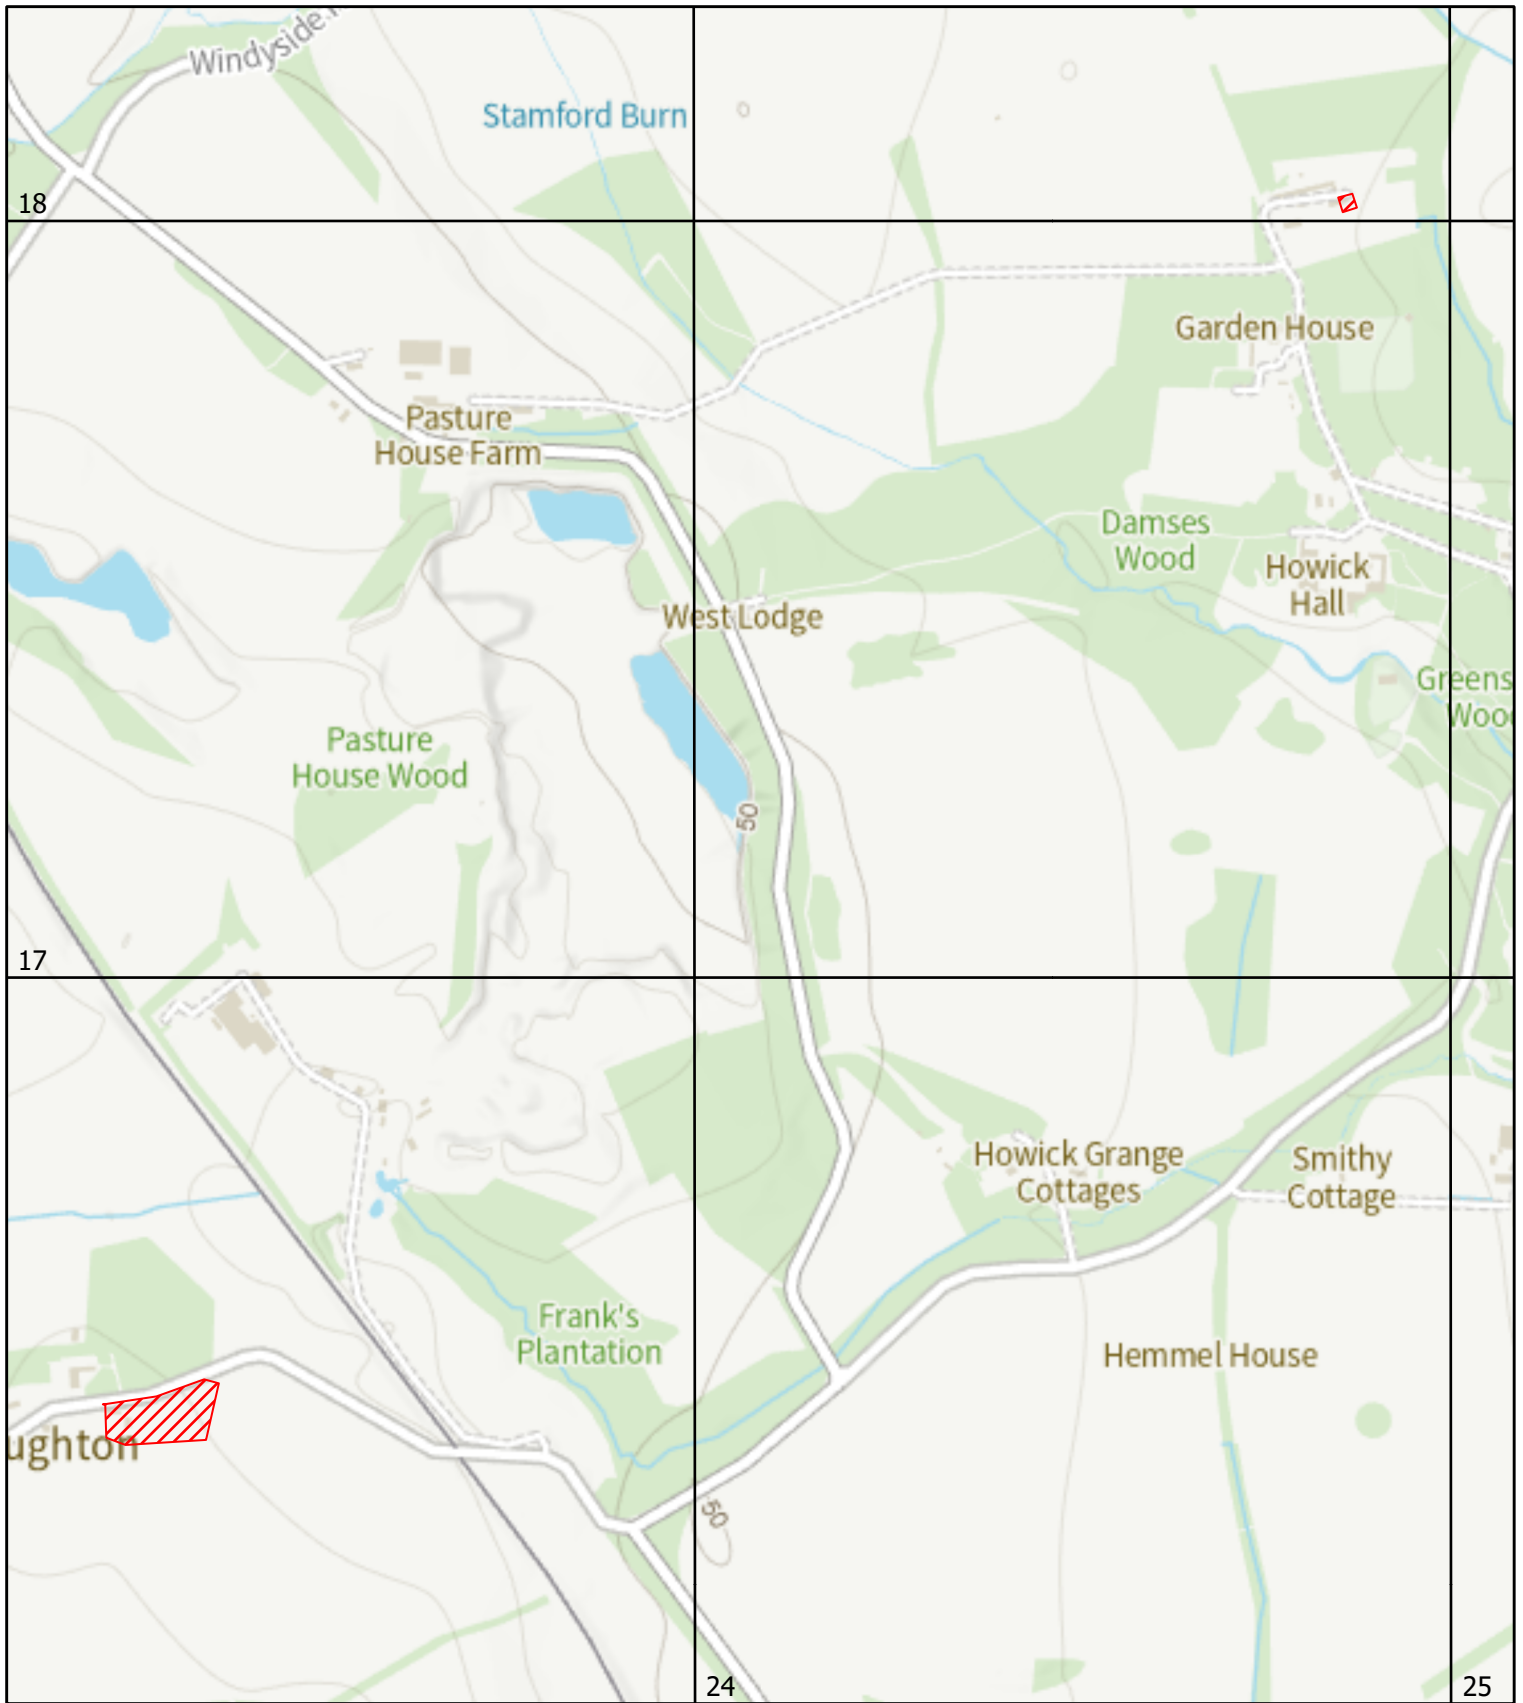 Windyside
Stamford Burn
18
Garden House
Pasture
House Farm
Damses
Wood
Howick
Hall
West Lodge
Greens
Woo
Pasture
House Wood
50
17
Howick Grange
Cottages
Smithy
Cottage
Frank's
Plantation
Hemmel House
ughton
50
24
25